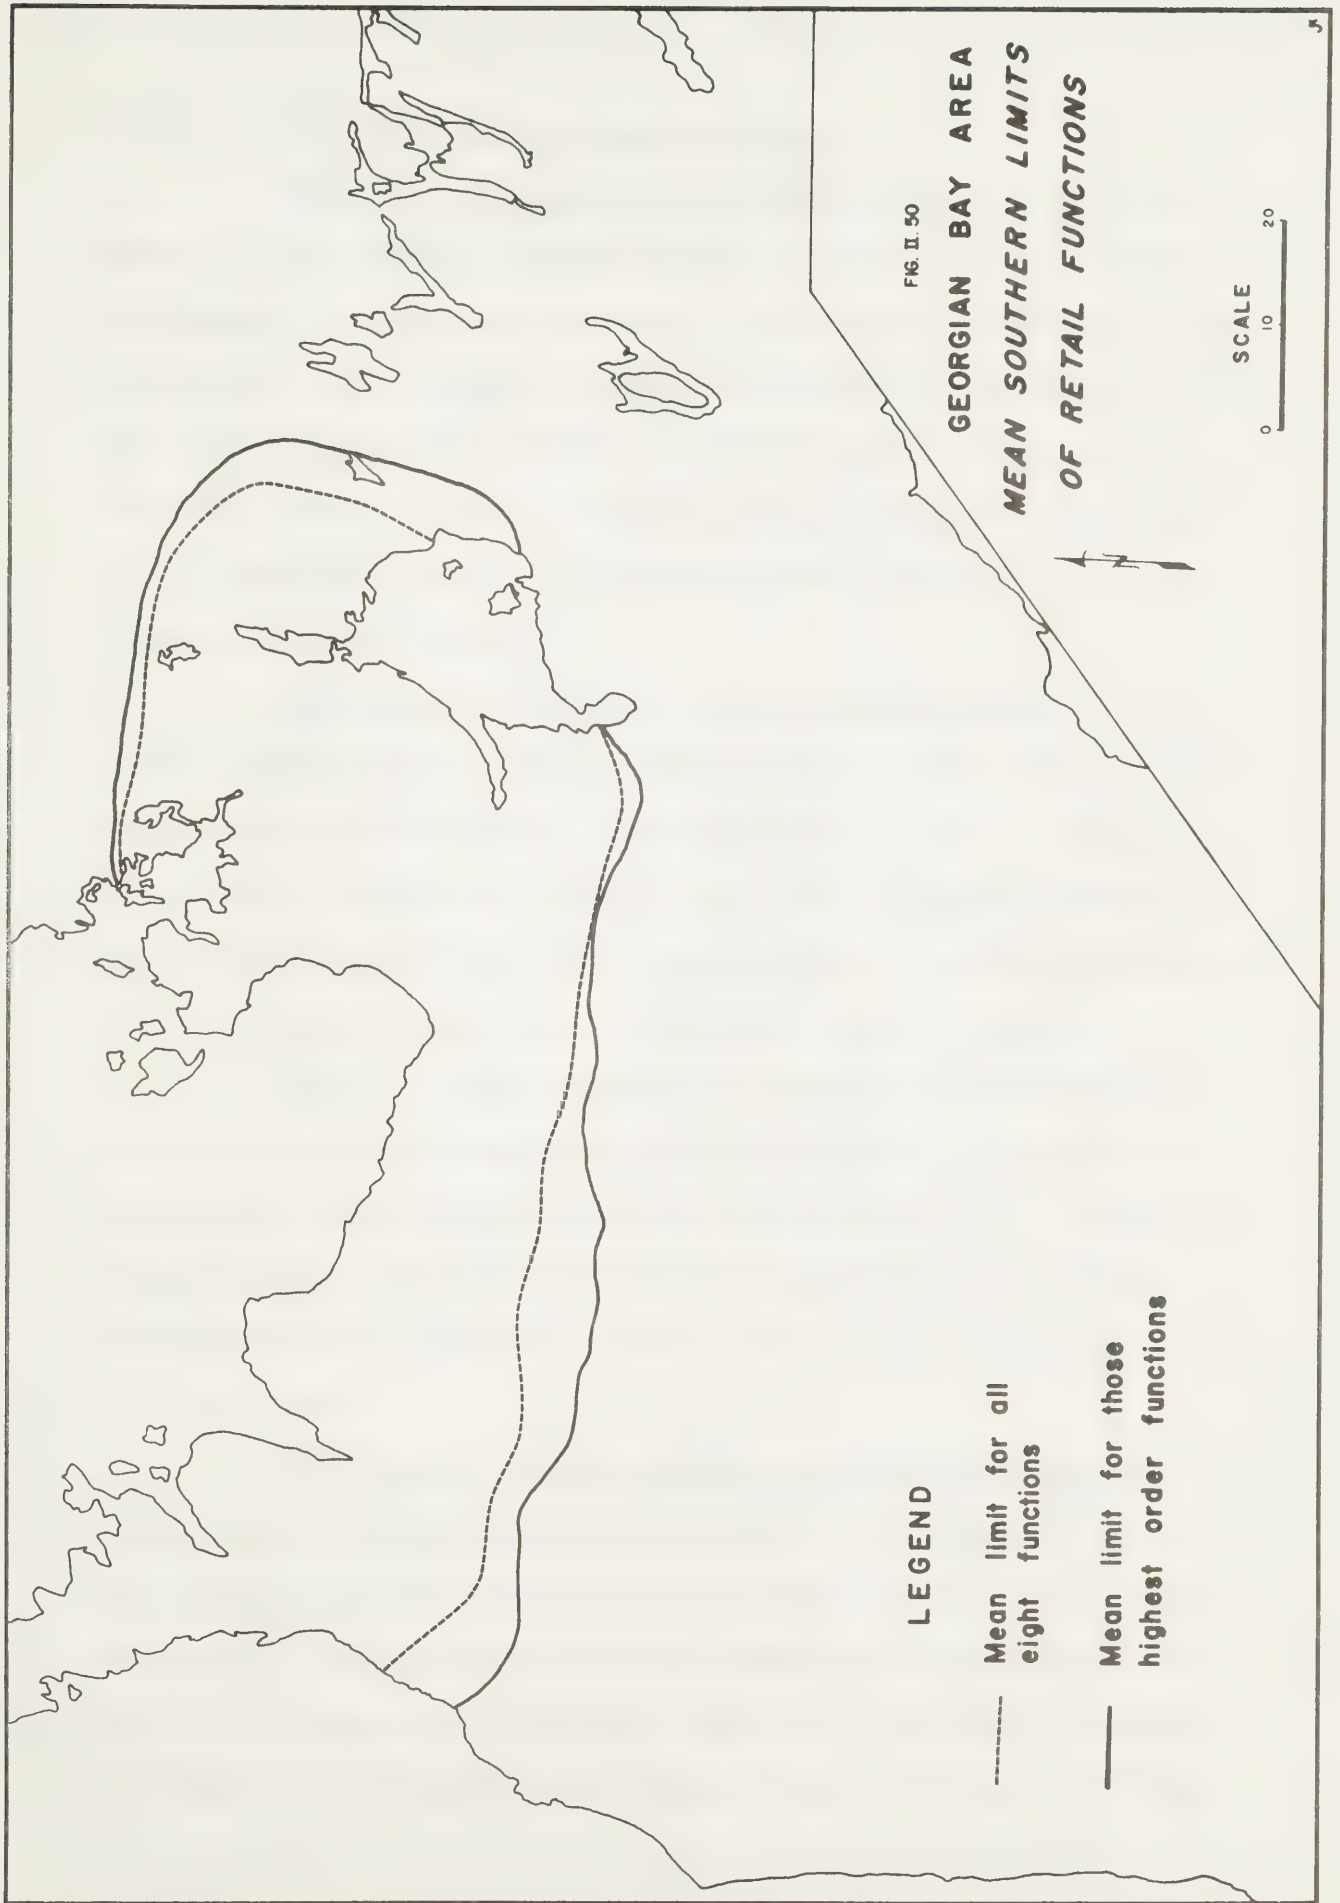 FIG. II. 50
GEORGIAN BAY AREA
MEAN SOUTHERN LIMITS
OF RETAIL FUNCTIONS
SCALE
0 10 20
N
LEGEND
Mean limit for all
eight functions
Mean limit for those
highest order functions